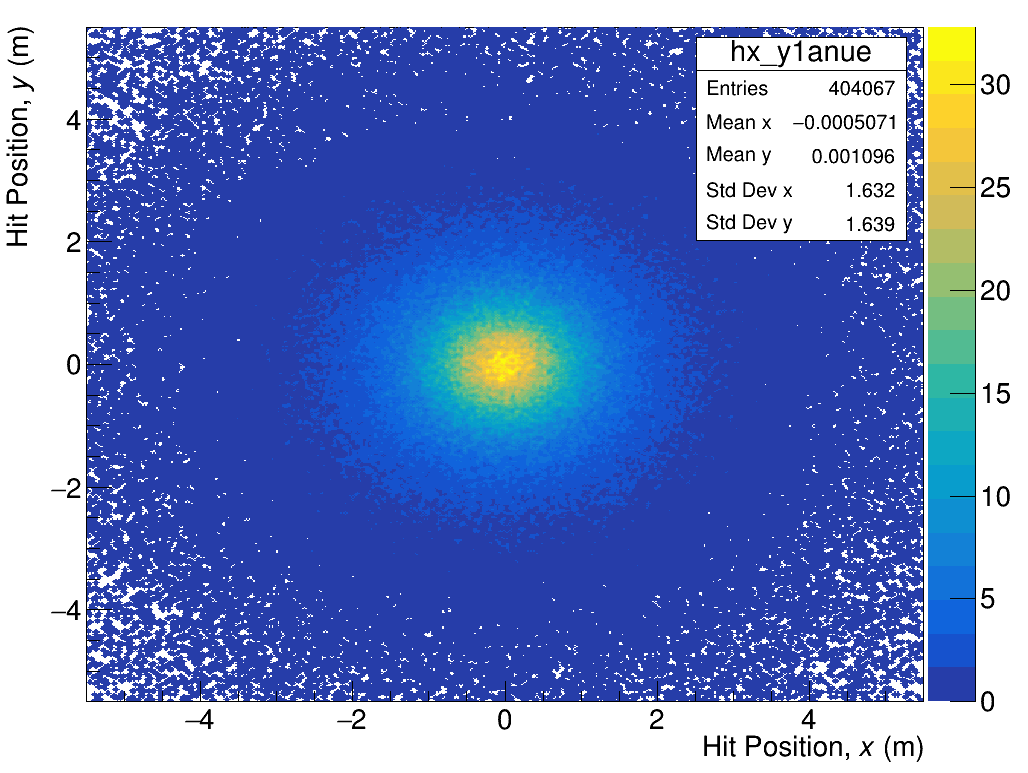 Hit Position, y (m)
hx_y1anue
Entries 404067
Mean x −0.0005071
Mean y 0.001096
Std Dev x 1.632
Std Dev y 1.639
4
2
0
−2
−4
−4 −2 0 2 4
Hit Position, x (m)
30
25
20
15
10
5
0